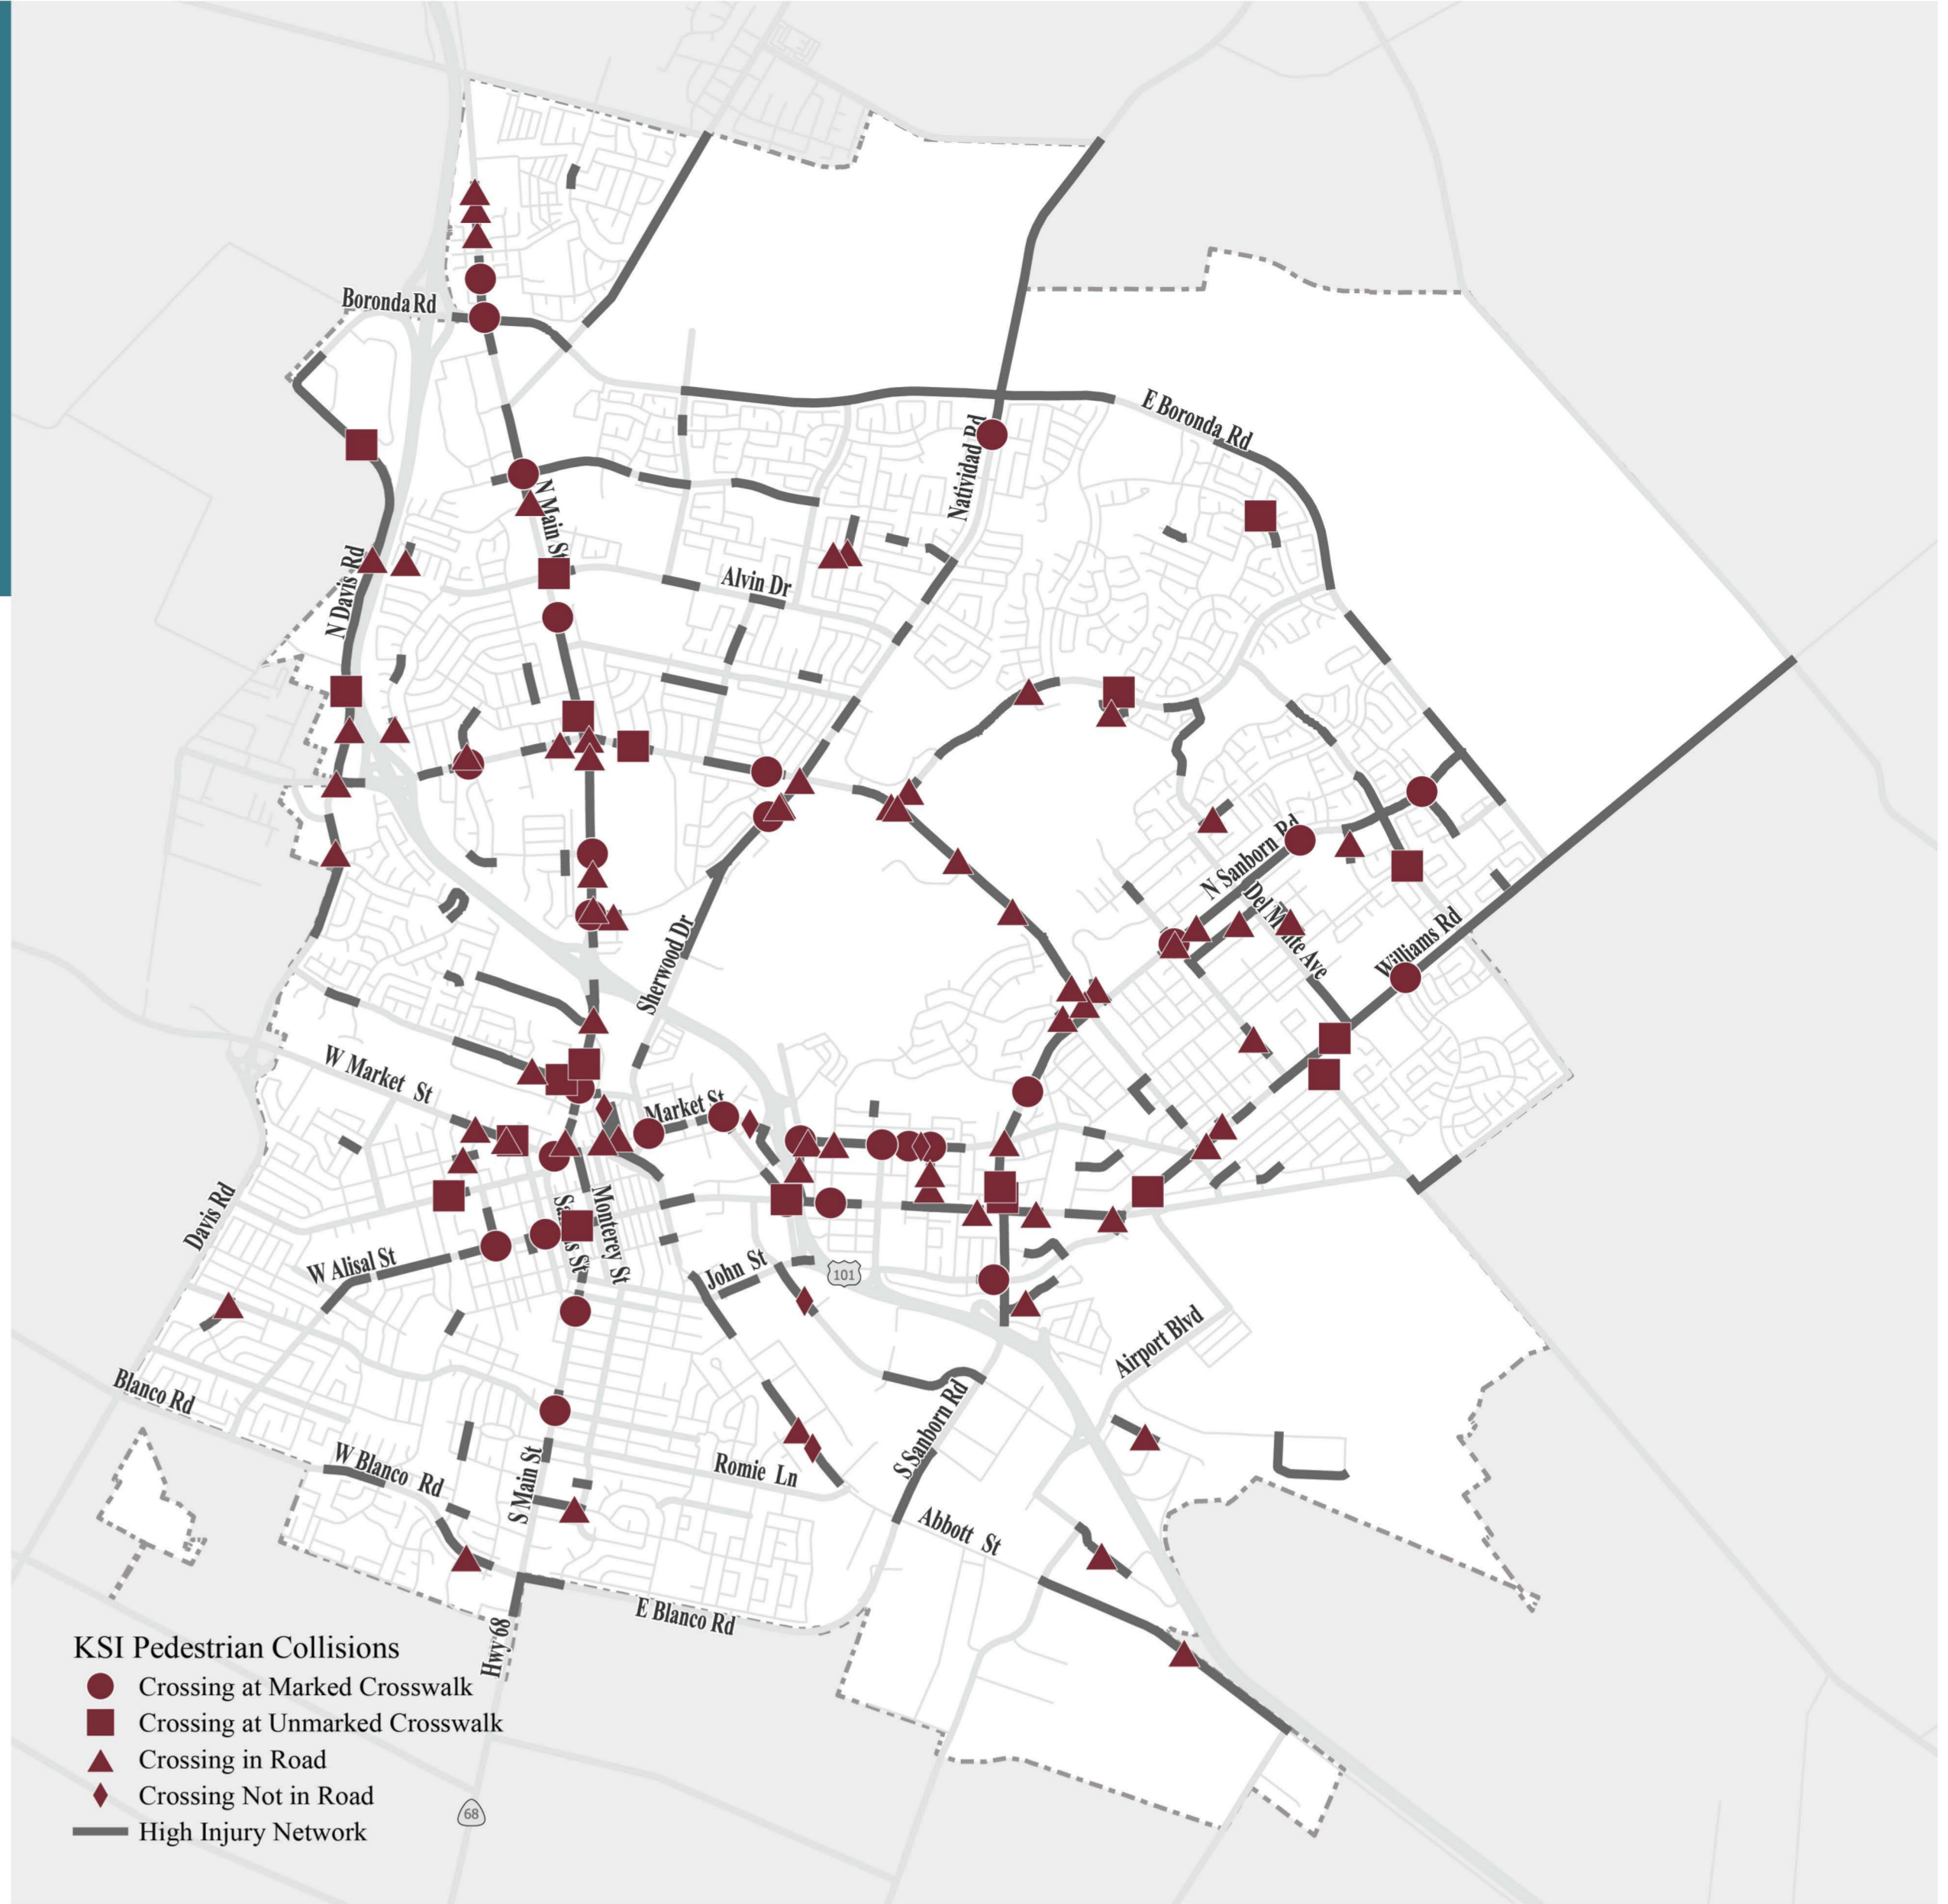 Boronda Rd
E Boronda Rd
Natividad Rd
N Main St
N Davis Rd
Alvin Dr
N Sanborn Rd
Del Monte Ave
Williams Rd
Sherwood Dr
W Market St
Market St
Davis Rd
Salinas St
Monterey St
W Alisal St
John St
101
Airport Blvd
Blanco Rd
W Blanco Rd
S Main St
Romie Ln
S Sanborn Rd
Abbott St
E Blanco Rd
Hwy 68
KSI Pedestrian Collisions
Crossing at Marked Crosswalk
Crossing at Unmarked Crosswalk
Crossing in Road
Crossing Not in Road
High Injury Network
68